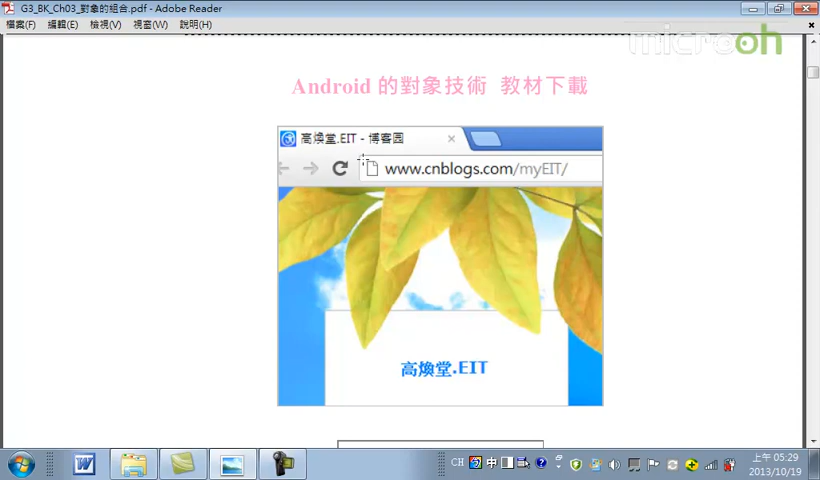 G3_BK_Ch03_對象的組合.pdf - Adobe Reader
檔案(F) 編輯(E) 檢視(V) 視窗(W) 說明(H)
microoh
Android 的對象技術 教材下載
高煥堂.EIT - 博客园
www.cnblogs.com/myEIT/
高煥堂.EIT
CH 中
上午 05:29
2013/10/19